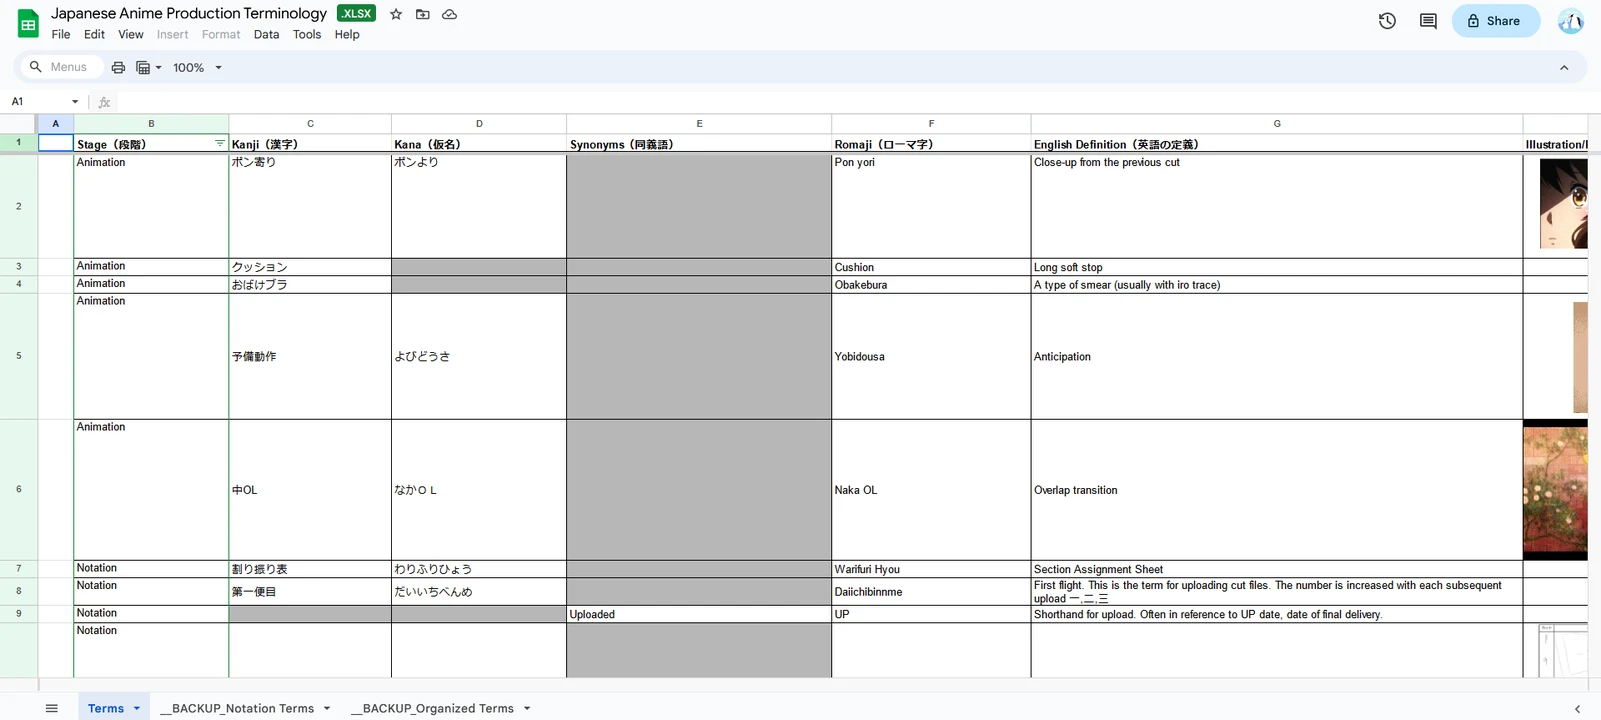 Japanese Anime Production Terminology .XLSX
File Edit View Insert Format Data Tools Help
Share
Menus 100%
A1 fx
A B C D E F G
1 Stage（段階） Kanji（漢字） Kana（仮名） Synonyms（同義語） Romaji（ローマ字） English Definition（英語の定義） Illustration/
2 Animation ポン寄り ポンより Pon yori Close-up from the previous cut
3 Animation クッション Cushion Long soft stop
4 Animation おばけブラ Obakebura A type of smear (usually with iro trace)
5 Animation 予備動作 よびどうさ Yobidousa Anticipation
6 Animation 中OL なかＯＬ Naka OL Overlap transition
7 Notation 割り振り表 わりふりひょう Warifuri Hyou Section Assignment Sheet
8 Notation 第一便目 だいいちべんめ Daiichibinnme First flight. This is the term for uploading cut files. The number is increased with each subsequent
upload 一,二,三
9 Notation Uploaded UP Shorthand for upload. Often in reference to UP date, date of final delivery.
Notation
Terms __BACKUP_Notation Terms __BACKUP_Organized Terms